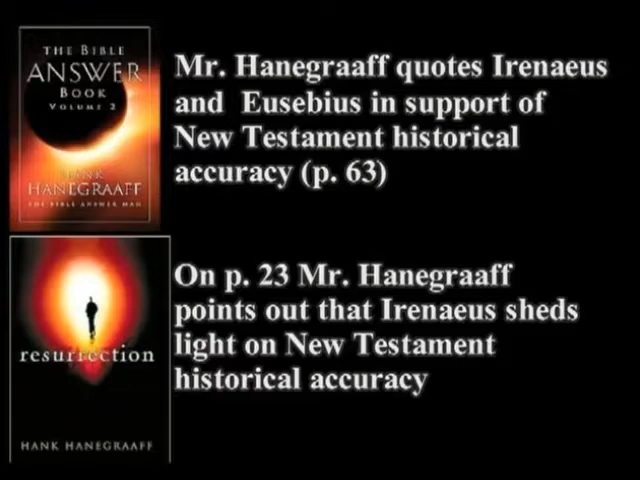 THE BIBLE
ANSWER
BOOK
VOLUME 2
HANK
HANEGRAAFF
THE BIBLE ANSWER MAN
Mr. Hanegraaff quotes Irenaeus
and Eusebius in support of
New Testament historical
accuracy (p. 63)
resurrection
HANK HANEGRAAFF
On p. 23 Mr. Hanegraaff
points out that Irenaeus sheds
light on New Testament
historical accuracy